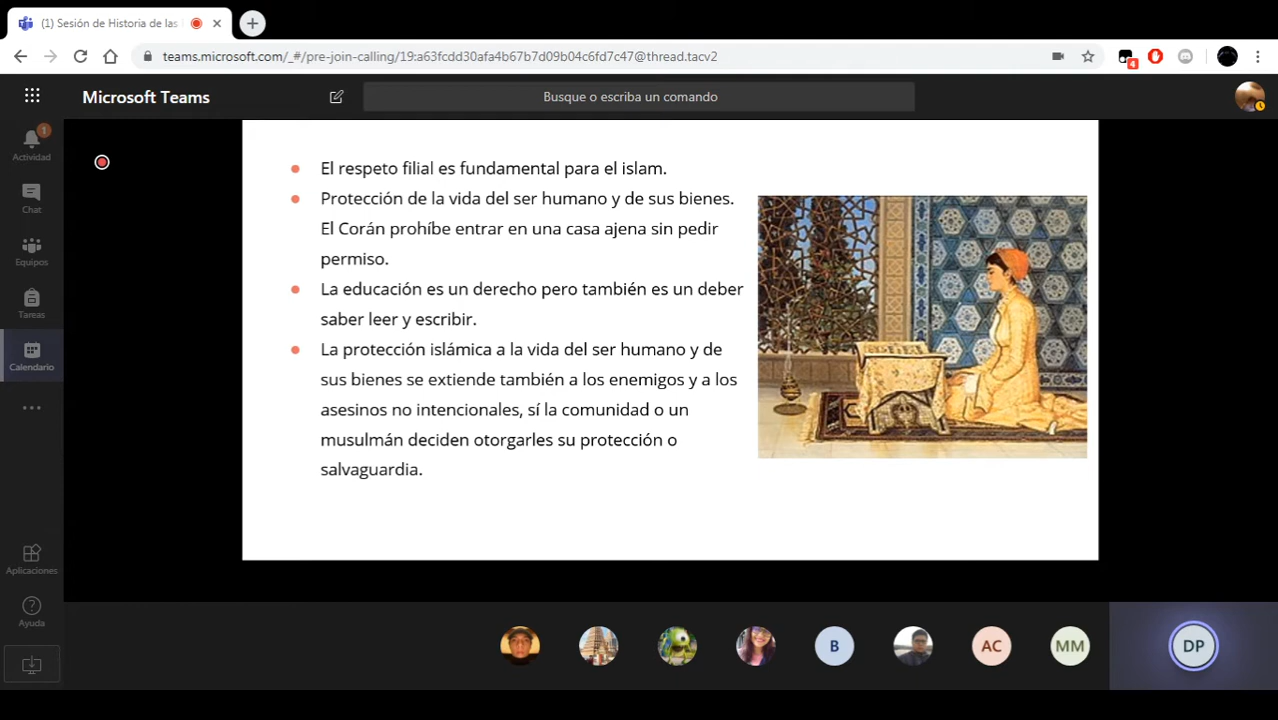 (1) Sesión de Historia de las
teams.microsoft.com/_#/pre-join-calling/19:a63fcdd30afa4b67b7d09b04c6fd7c47@thread.tacv2
4
Microsoft Teams
Busque o escriba un comando
1
Actividad
Chat
Equipos
Tareas
Calendario
Aplicaciones
Ayuda
El respeto filial es fundamental para el islam.
Protección de la vida del ser humano y de sus bienes.
El Corán prohíbe entrar en una casa ajena sin pedir
permiso.
La educación es un derecho pero también es un deber
saber leer y escribir.
La protección islámica a la vida del ser humano y de
sus bienes se extiende también a los enemigos y a los
asesinos no intencionales, sí la comunidad o un
musulmán deciden otorgarles su protección o
salvaguardia.
B
AC
MM
DP